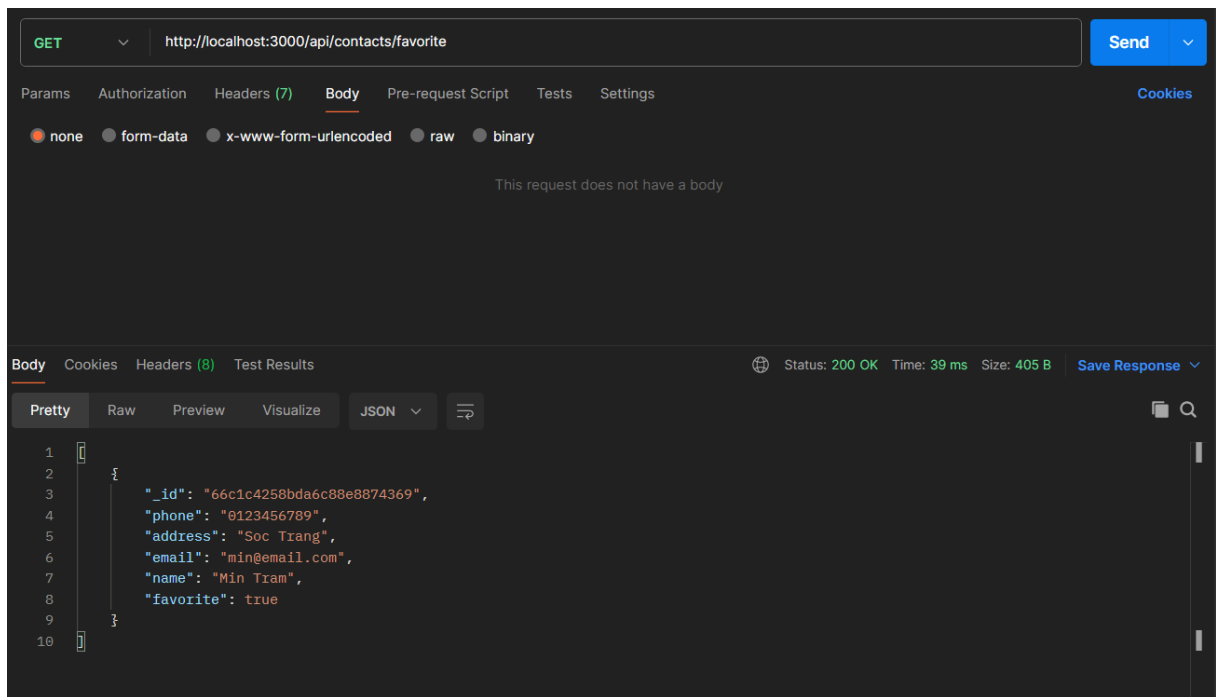 GET http://localhost:3000/api/contacts/favorite Send
Params Authorization Headers (7) Body Pre-request Script Tests Settings Cookies
none form-data x-www-form-urlencoded raw binary
This request does not have a body
Body Cookies Headers (8) Test Results Status: 200 OK Time: 39 ms Size: 405 B Save Response
Pretty Raw Preview Visualize JSON
1 [
2 {
3 "_id": "66c1c4258bda6c88e8874369",
4 "phone": "0123456789",
5 "address": "Soc Trang",
6 "email": "min@email.com",
7 "name": "Min Tram",
8 "favorite": true
9 }
10 ]